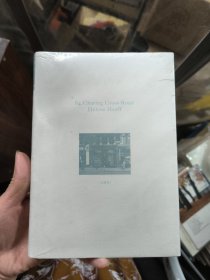 84, Charing Cross Road
Helene Hanff